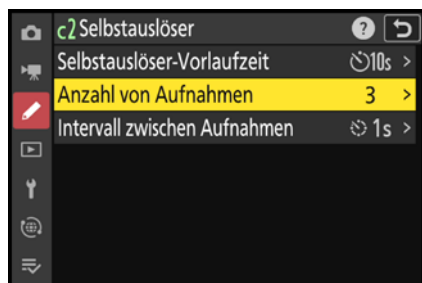 c2 Selbstauslöser ?
Selbstauslöser-Vorlaufzeit 10s >
Anzahl von Aufnahmen 3 >
Intervall zwischen Aufnahmen 1s >